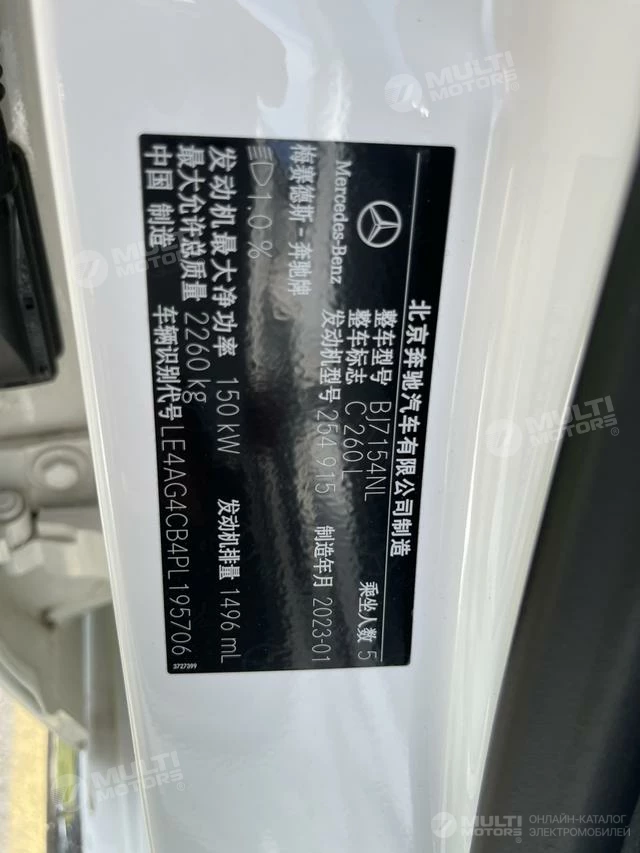 北京奔驰汽车有限公司制造
Mercedes-Benz
梅赛德斯-奔驰牌
整车型号 BJ7154NL
整车标志 C 260 L
乘坐人数 5
发动机型号 254 915
制造年月 2023-01
1.0 %
发动机最大净功率 150 kW
发动机排量 1496 mL
最大允许总质量 2260 kg
中国 制造
车辆识别代号 LE4AG4CB4PL195706
3727399
MULTI
MOTORS
MULTI
MOTORS
MULTI
MOTORS
MULTI
MOTORS
MULTI
MOTORS
ОНЛАЙН-КАТАЛОГ
ЭЛЕКТРОМОБИЛЕЙ